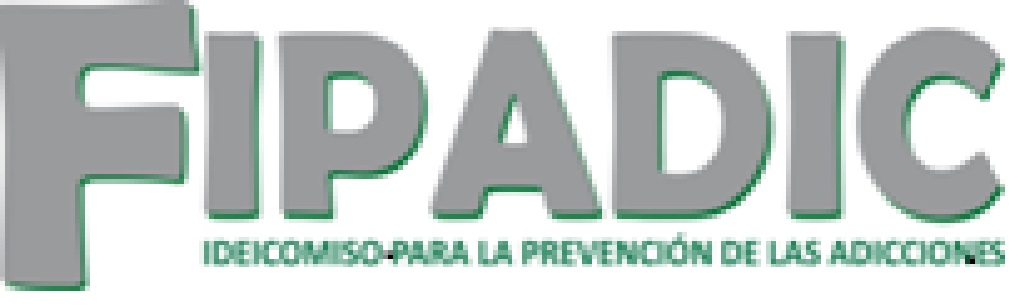 FIPADIC
IDEICOMISO-PARA LA PREVENCIÓN DE LAS ADICCIONES